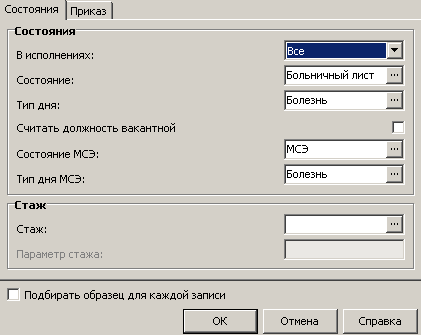 Состояния Приказ
Состояния
В исполнениях: Все
Состояние: Больничный лист ...
Тип дня: Болезнь ...
Считать должность вакантной
Состояние МСЭ: МСЭ ...
Тип дня МСЭ: Болезнь ...
Стаж
Стаж: ...
Параметр стажа:
Подбирать образец для каждой записи
ОК Отмена Справка